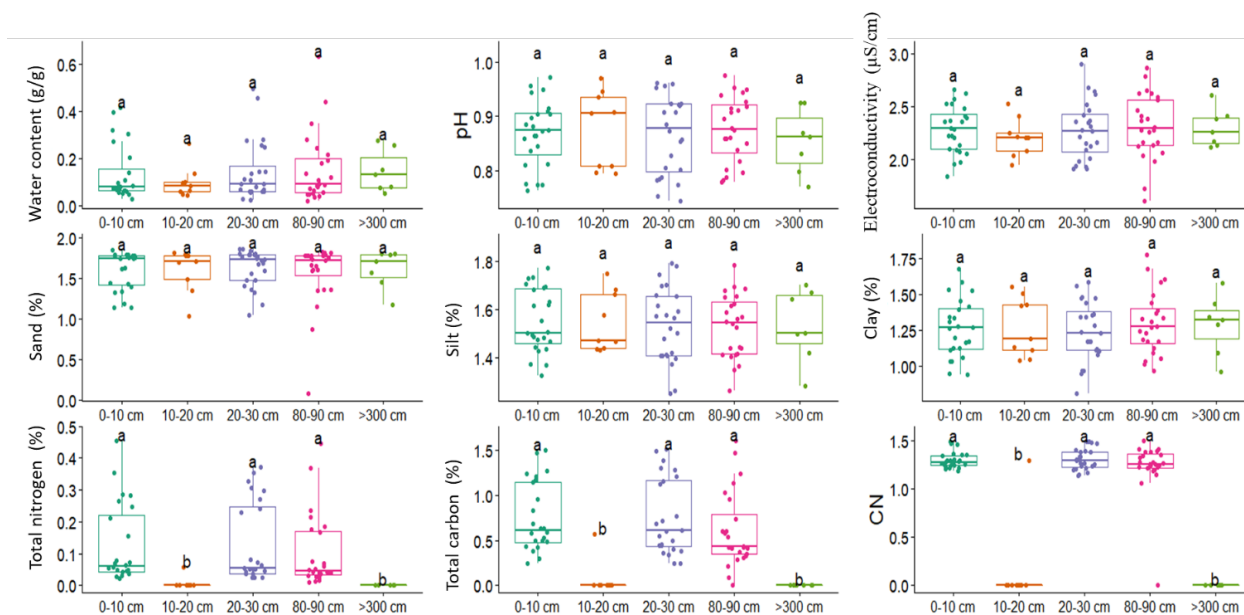 Water content (g/g)
0.6
0.4
0.2
0.0
a
a
a
a
a
0-10 cm
10-20 cm
20-30 cm
80-90 cm
>300 cm
pH
1.0
0.9
0.8
a
a
a
a
a
0-10 cm
10-20 cm
20-30 cm
80-90 cm
>300 cm
Electroconductivity (µS/cm)
3.0
2.5
2.0
a
a
a
a
a
0-10 cm
10-20 cm
20-30 cm
80-90 cm
>300 cm
Sand (%)
2.0
1.5
1.0
0.5
0.0
a
a
a
a
a
0-10 cm
10-20 cm
20-30 cm
80-90 cm
>300 cm
Silt (%)
1.8
1.6
1.4
a
a
a
a
a
0-10 cm
10-20 cm
20-30 cm
80-90 cm
>300 cm
Clay (%)
1.75
1.50
1.25
1.00
a
a
a
a
a
0-10 cm
10-20 cm
20-30 cm
80-90 cm
>300 cm
Total nitrogen (%)
0.5
0.4
0.3
0.2
0.1
0.0
a
b
a
a
b
0-10 cm
10-20 cm
20-30 cm
80-90 cm
>300 cm
Total carbon (%)
1.5
1.0
0.5
0.0
a
b
a
a
b
0-10 cm
10-20 cm
20-30 cm
80-90 cm
>300 cm
CN
1.5
1.0
0.5
0.0
a
b
a
a
b
0-10 cm
10-20 cm
20-30 cm
80-90 cm
>300 cm